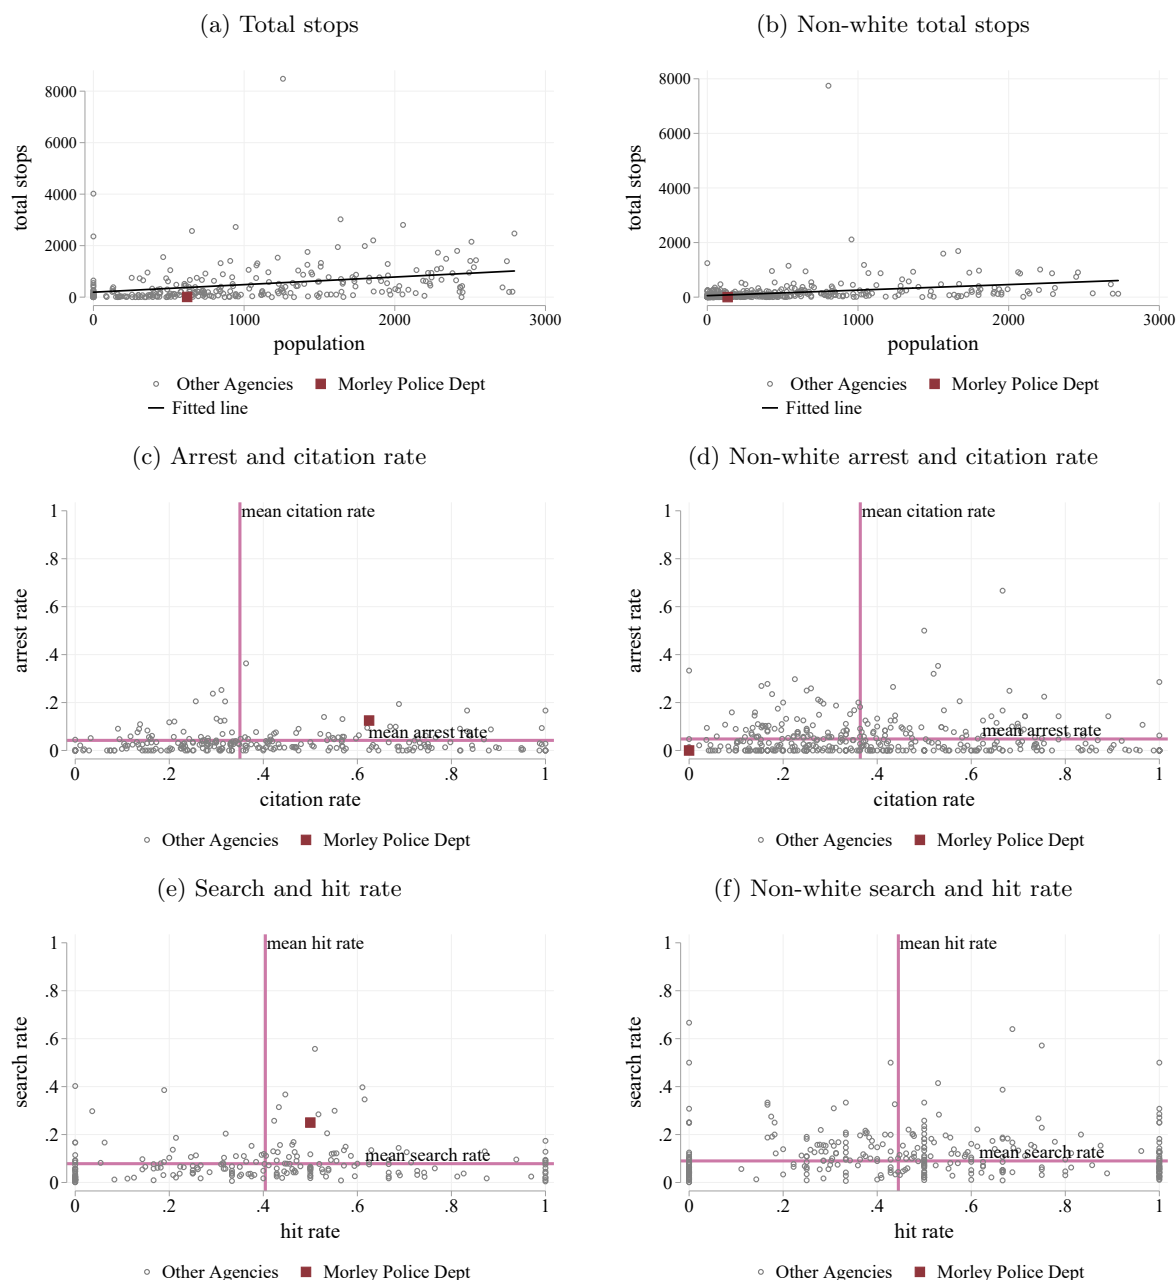 (a) Total stops
(b) Non-white total stops
8000
6000
4000
2000
0
total stops
0 1000 2000 3000
population
Other Agencies Morley Police Dept
Fitted line
8000
6000
4000
2000
0
total stops
0 1000 2000 3000
population
Other Agencies Morley Police Dept
Fitted line
(c) Arrest and citation rate
(d) Non-white arrest and citation rate
1
.8
.6
.4
.2
0
arrest rate
mean citation rate
mean arrest rate
0 .2 .4 .6 .8 1
citation rate
Other Agencies Morley Police Dept
1
.8
.6
.4
.2
0
arrest rate
mean citation rate
mean arrest rate
0 .2 .4 .6 .8 1
citation rate
Other Agencies Morley Police Dept
(e) Search and hit rate
(f) Non-white search and hit rate
1
.8
.6
.4
.2
0
search rate
mean hit rate
mean search rate
0 .2 .4 .6 .8 1
hit rate
Other Agencies Morley Police Dept
1
.8
.6
.4
.2
0
search rate
mean hit rate
mean search rate
0 .2 .4 .6 .8 1
hit rate
Other Agencies Morley Police Dept